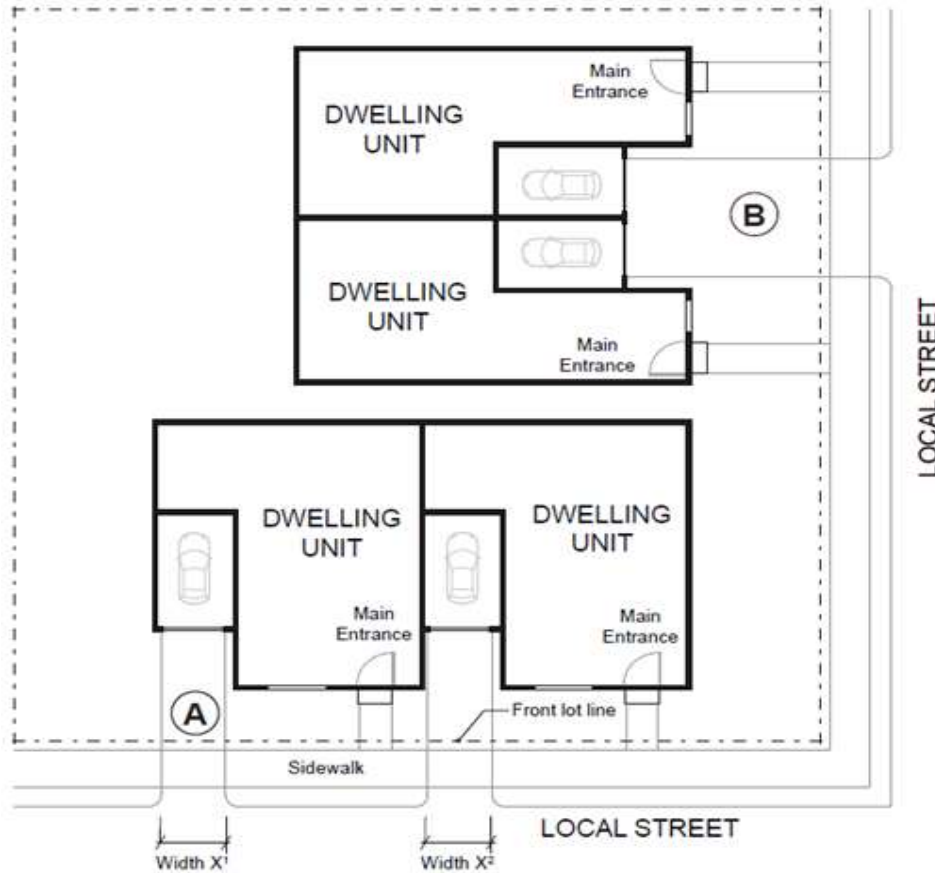 Main
Entrance
DWELLING
UNIT
B
DWELLING
UNIT
Main
Entrance
LOCAL STREET
DWELLING
UNIT
DWELLING
UNIT
Main
Entrance
Main
Entrance
A
Front lot line
Sidewalk
LOCAL STREET
Width X¹
Width X²